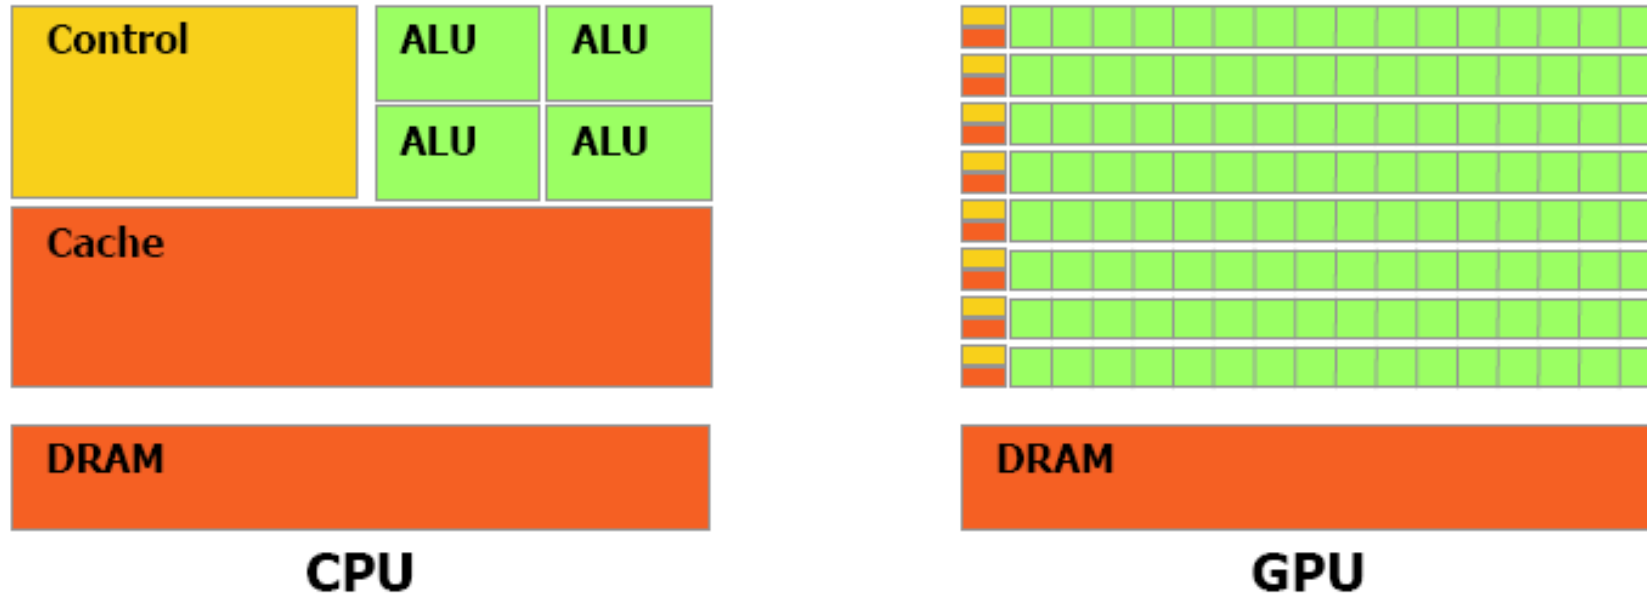 Control
ALU ALU
ALU ALU
Cache
DRAM
CPU
DRAM
GPU